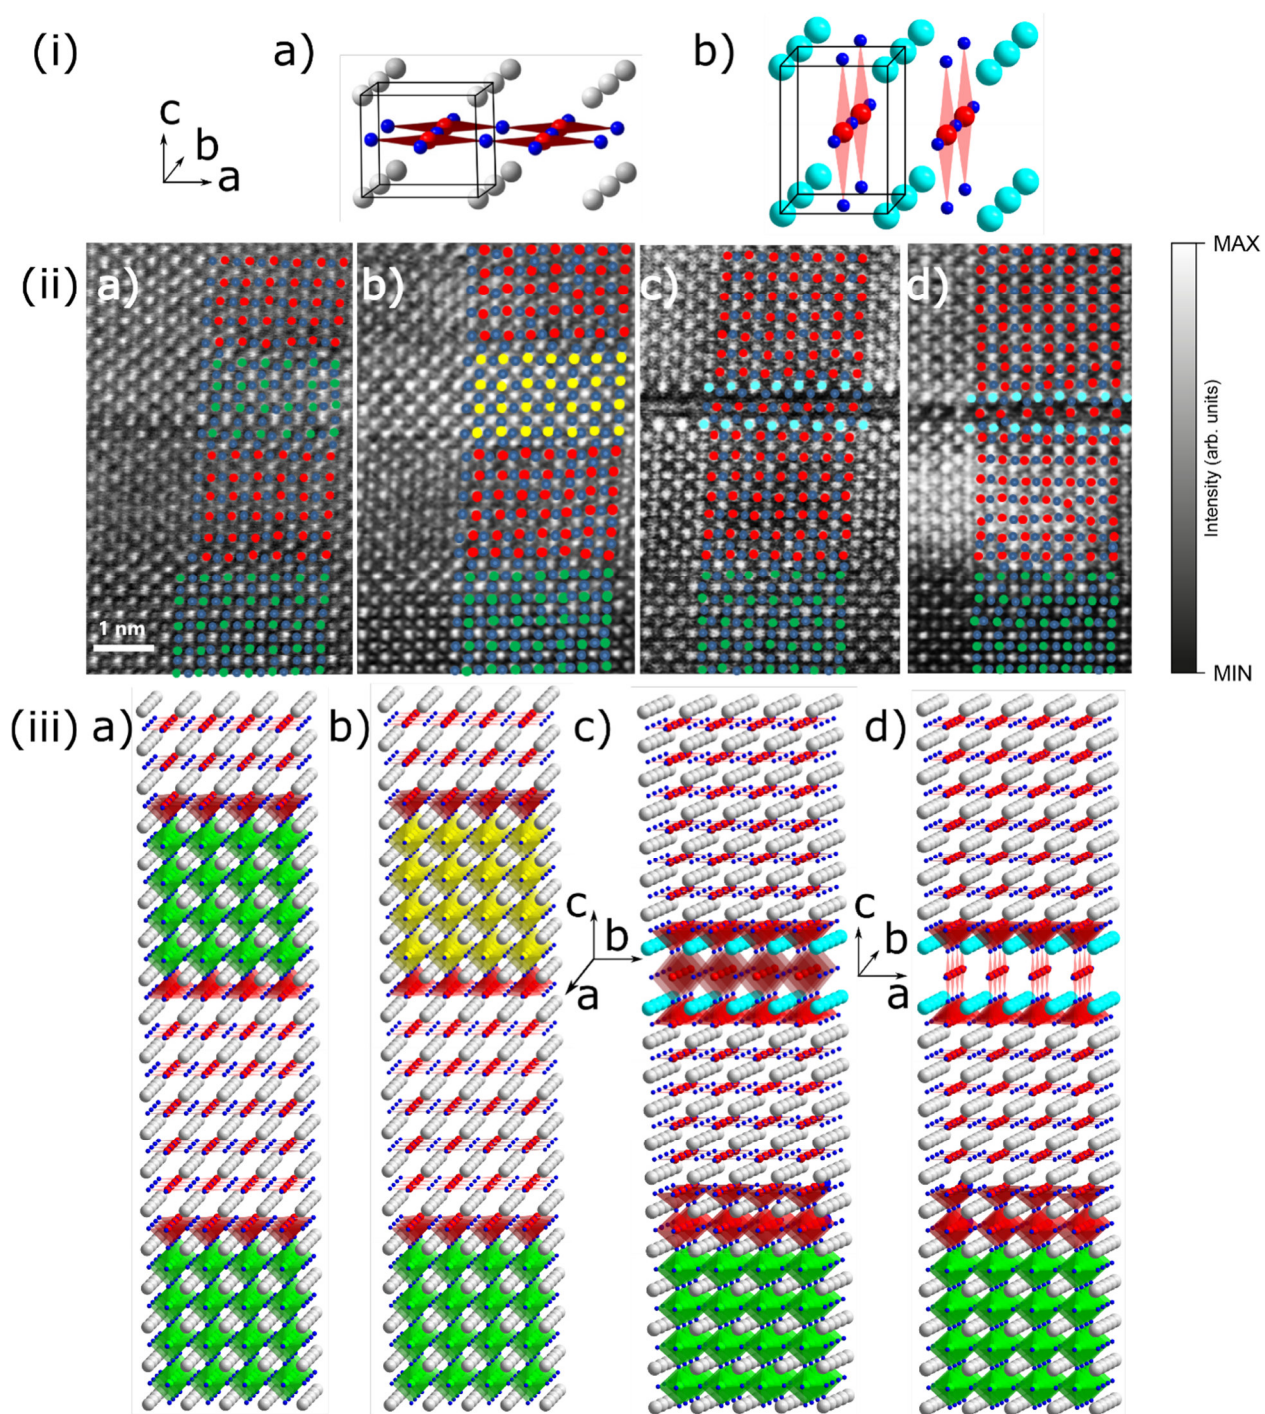 (i)
a)
b)
c
b
a
(ii)
a)
b)
c)
d)
1 nm
MAX
Intensity (arb. units)
MIN
(iii)
a)
b)
c)
d)
c
b
a
c
b
a